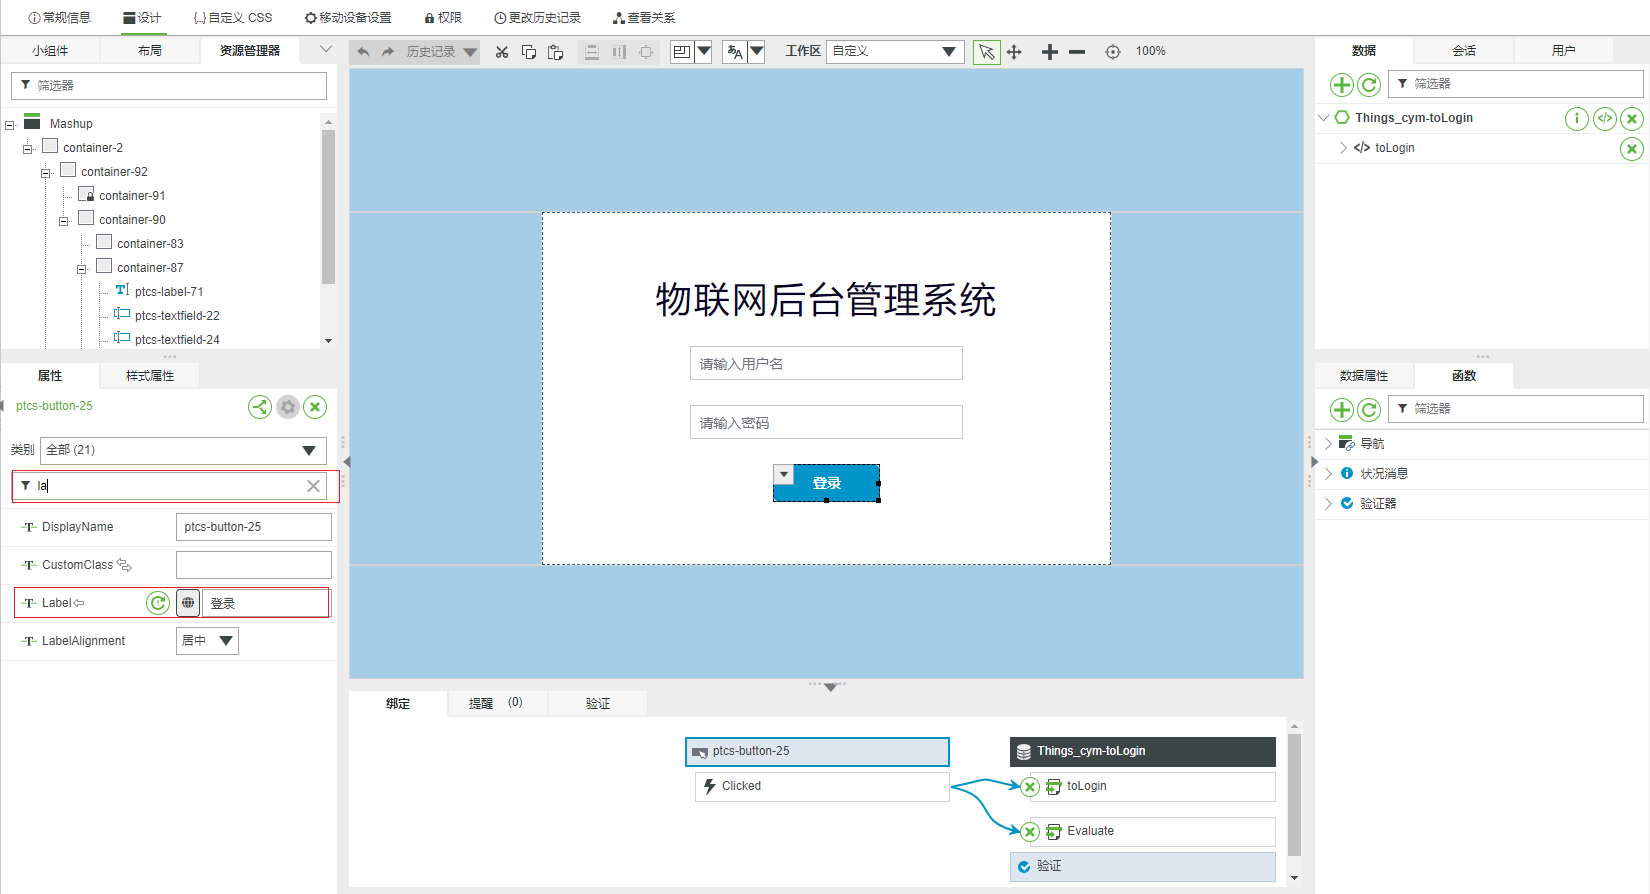 常规信息
设计
{..} 自定义 CSS
移动设备设置
权限
更改历史记录
查看关系
小组件
布局
资源管理器
历史记录
工作区
自定义
100%
数据
会话
用户
筛选器
筛选器
Mashup
container-2
container-92
container-91
container-90
container-83
container-87
ptcs-label-71
ptcs-textfield-22
ptcs-textfield-24
Things_cym-toLogin
toLogin
物联网后台管理系统
请输入用户名
请输入密码
登录
属性
样式属性
ptcs-button-25
类别
全部 (21)
la
DisplayName
ptcs-button-25
CustomClass
Label
登录
LabelAlignment
居中
数据属性
函数
筛选器
导航
状况消息
验证器
绑定
提醒 (0)
验证
ptcs-button-25
Clicked
Things_cym-toLogin
toLogin
Evaluate
验证